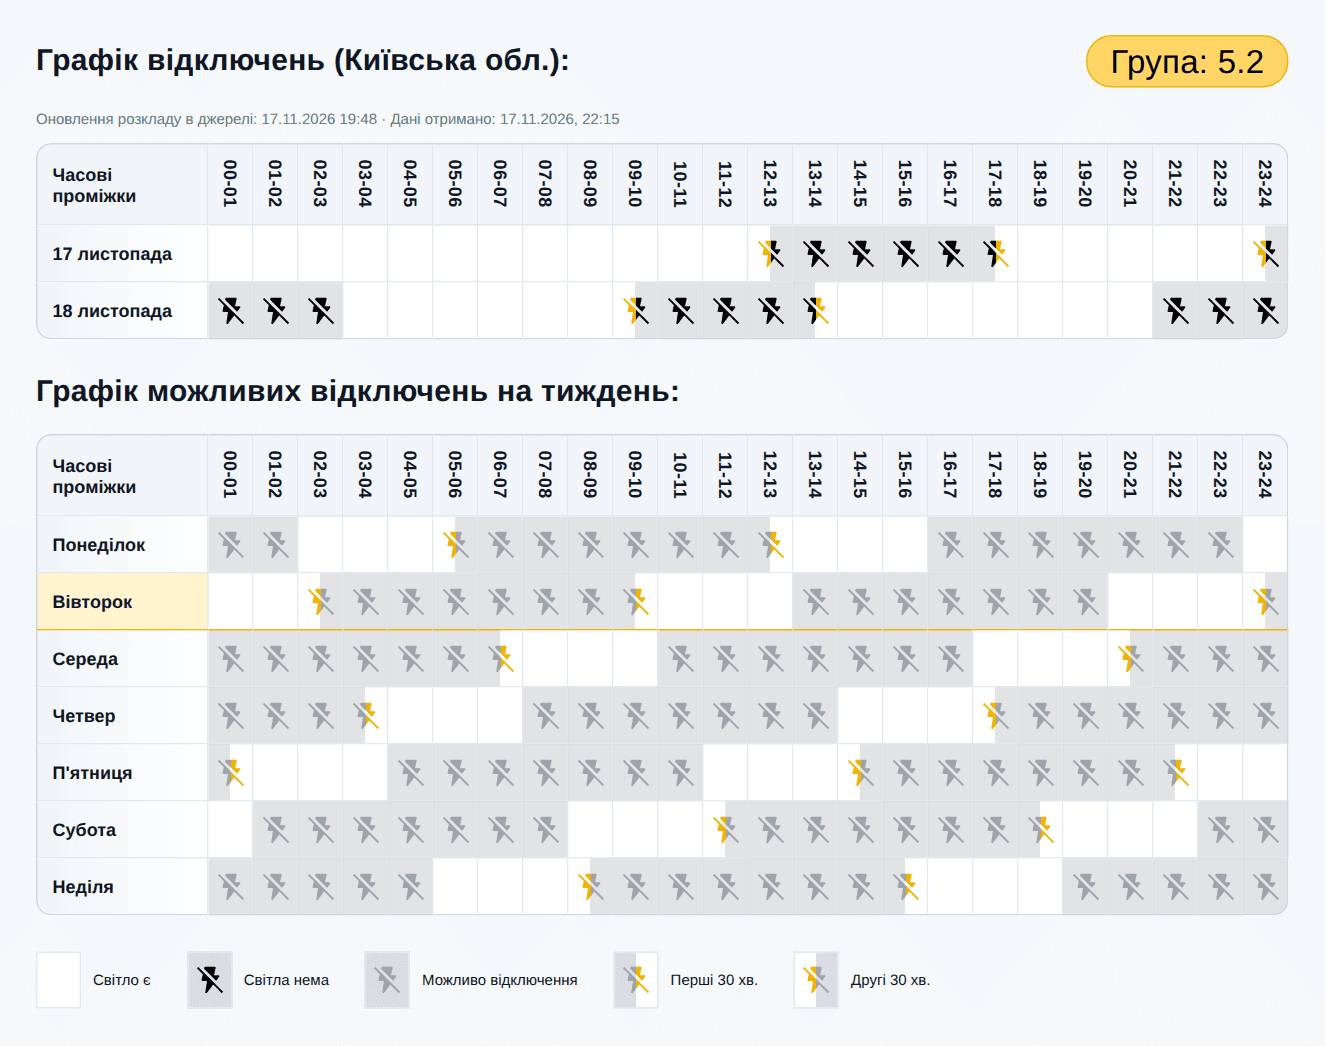 Графік відключень (Київська обл.):
Група: 5.2
Оновлення розкладу в джерелі: 17.11.2026 19:48 · Дані отримано: 17.11.2026, 22:15
Часові проміжки 00-01 01-02 02-03 03-04 04-05 05-06 06-07 07-08 08-09 09-10 10-11 11-12 12-13 13-14 14-15 15-16 16-17 17-18 18-19 19-20 20-21 21-22 22-23 23-24
17 листопада
18 листопада
Графік можливих відключень на тиждень:
Часові проміжки 00-01 01-02 02-03 03-04 04-05 05-06 06-07 07-08 08-09 09-10 10-11 11-12 12-13 13-14 14-15 15-16 16-17 17-18 18-19 19-20 20-21 21-22 22-23 23-24
Понеділок
Вівторок
Середа
Четвер
П'ятниця
Субота
Неділя
Світло є Світла нема Можливо відключення Перші 30 хв. Другі 30 хв.